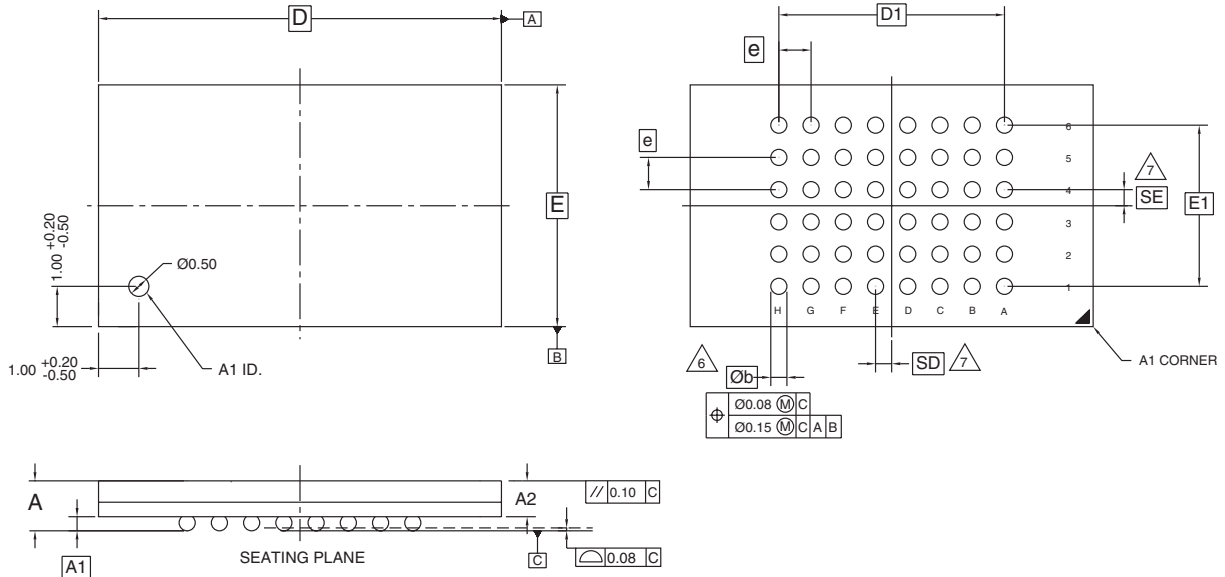 D
A
D1
e
6
e
5
7
4
SE
E1
E
3
1.00 +0.20 -0.50
Ø0.50
2
1
H G F E D C B A
B
1.00 +0.20 -0.50
A1 ID.
6
Øb
SD
7
A1 CORNER
Ø0.08 Ⓜ C
Ø0.15 Ⓜ C A B
A
A2
// 0.10 C
SEATING PLANE
C
0.08 C
A1